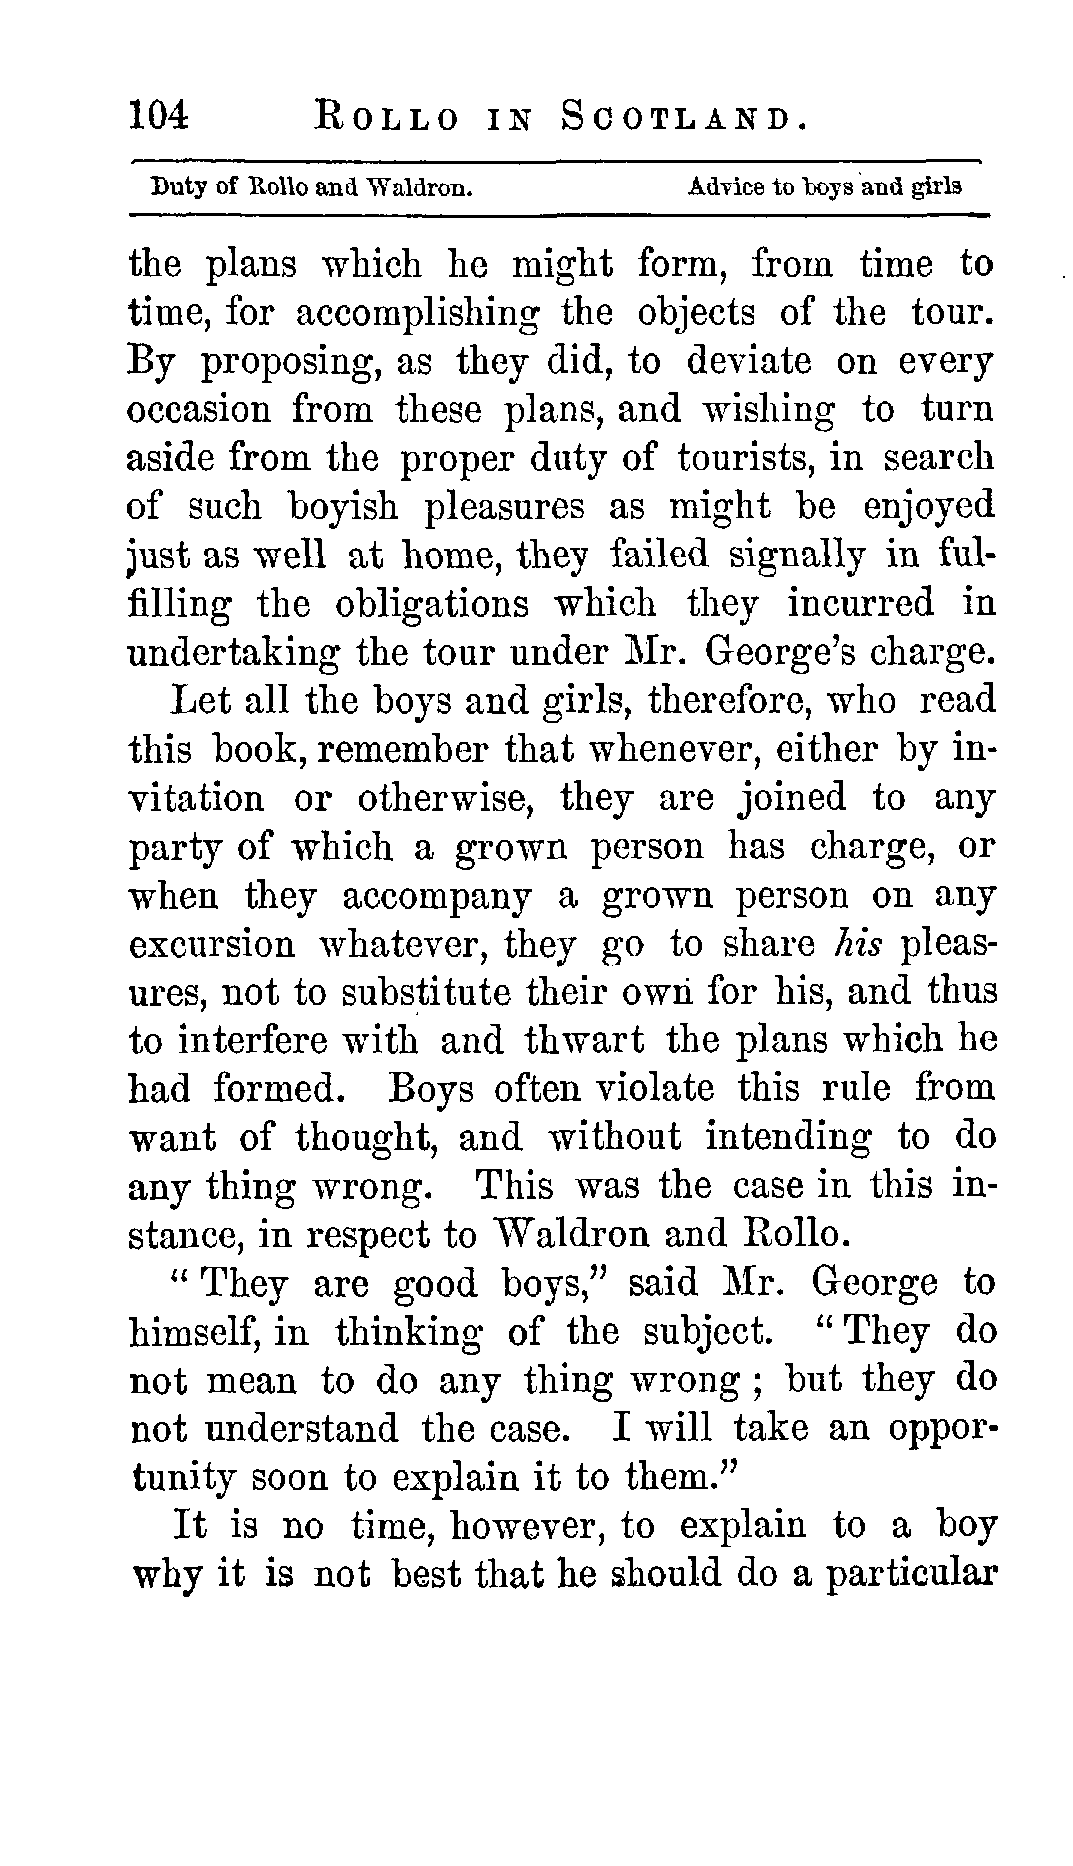 104 ROLLO IN SCOTLAND.
Duty of Rollo and Waldron. Advice to boys and girls
the plans which he might form, from time to
time, for accomplishing the objects of the tour.
By proposing, as they did, to deviate on every
occasion from these plans, and wishing to turn
aside from the proper duty of tourists, in search
of such boyish pleasures as might be enjoyed
just as well at home, they failed signally in ful-
filling the obligations which they incurred in
undertaking the tour under Mr. George's charge.
Let all the boys and girls, therefore, who read
this book, remember that whenever, either by in-
vitation or otherwise, they are joined to any
party of which a grown person has charge, or
when they accompany a grown person on any
excursion whatever, they go to share his pleas-
ures, not to substitute their own for his, and thus
to interfere with and thwart the plans which he
had formed. Boys often violate this rule from
want of thought, and without intending to do
any thing wrong. This was the case in this in-
stance, in respect to Waldron and Rollo.
"They are good boys," said Mr. George to
himself, in thinking of the subject. "They do
not mean to do any thing wrong; but they do
not understand the case. I will take an oppor-
tunity soon to explain it to them."
It is no time, however, to explain to a boy
why it is not best that he should do a particular